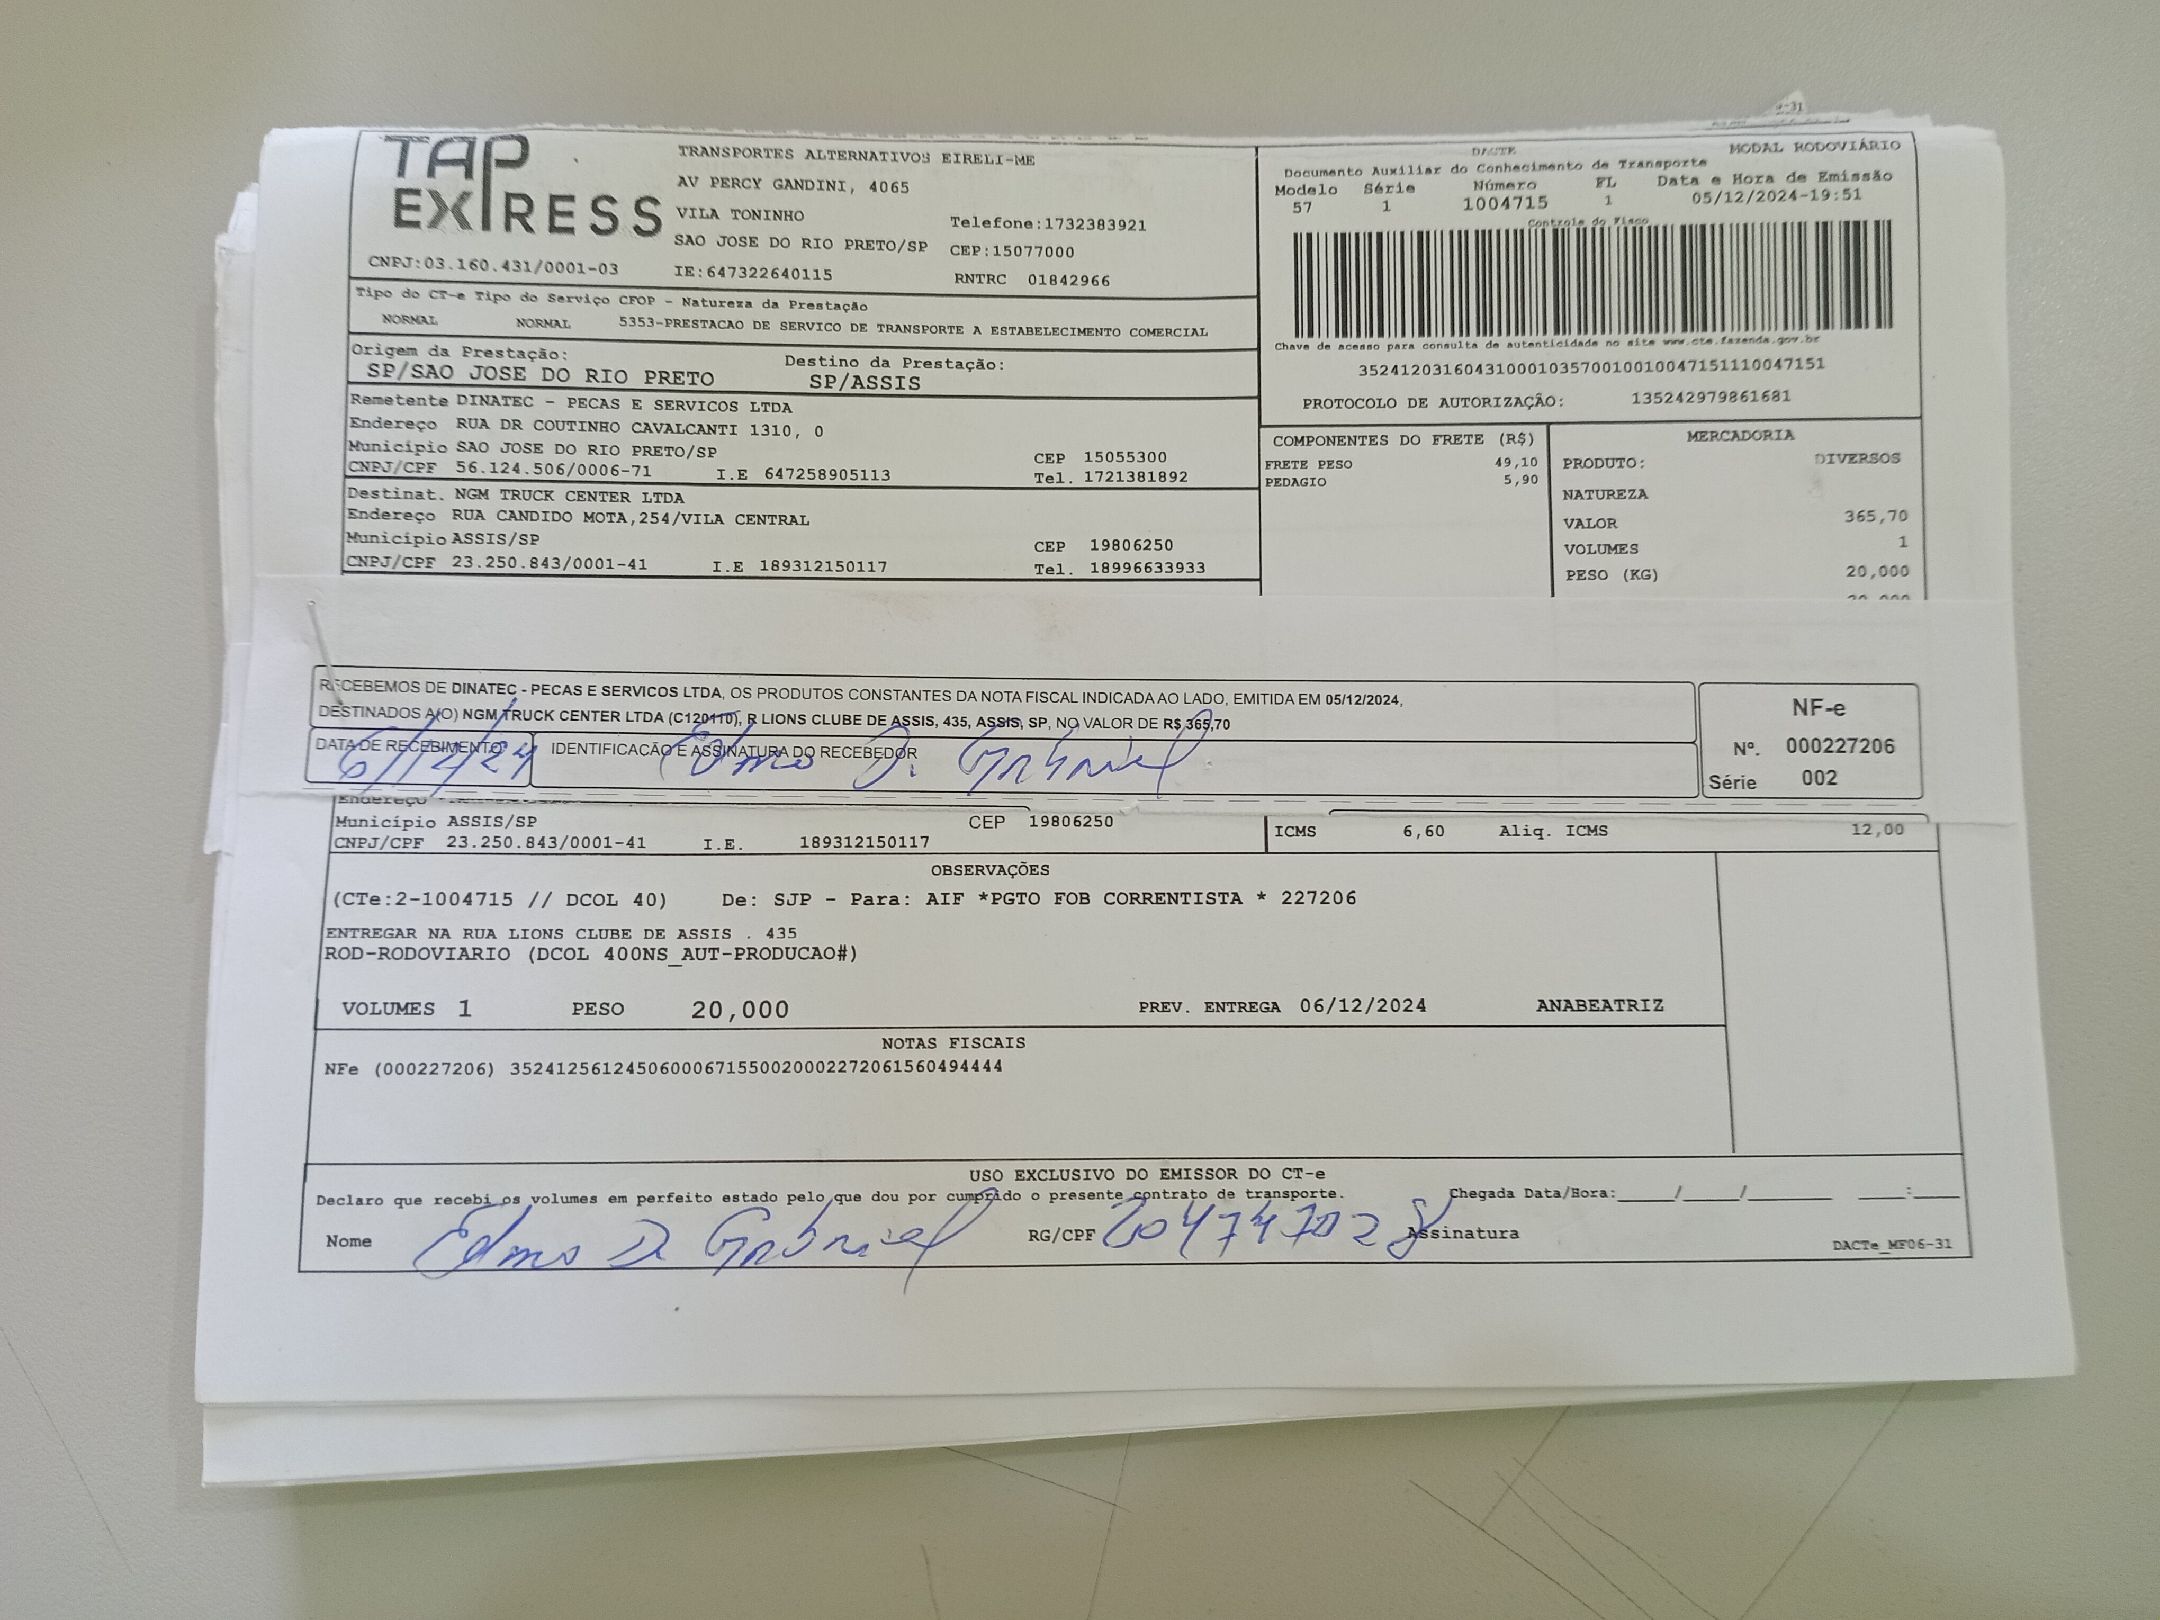 TAP EXPRESS
CNPJ:03.160.431/0001-03
TRANSPORTES ALTERNATIVOS EIRELI-ME
AV PERCY GANDINI, 4065
VILA TONINHO
SAO JOSE DO RIO PRETO/SP
IE:647322640115
Telefone:1732383921
CEP:15077000
RNTRC 01842966
DACTE
MODAL RODOVIÁRIO
Documento Auxiliar do Conhecimento de Transporte
Modelo Série Número FL Data e Hora de Emissão
57 1 1004715 1 05/12/2024-19:51
Controle do Fisco
Chave de acesso para consulta de autenticidade no site www.cte.fazenda.gov.br
35241203160431000103570010010047151110047151
PROTOCOLO DE AUTORIZAÇÃO: 135242979861681
Tipo do CT-e Tipo do Serviço CFOP - Natureza da Prestação
NORMAL NORMAL 5353-PRESTACAO DE SERVICO DE TRANSPORTE A ESTABELECIMENTO COMERCIAL
Origem da Prestação: Destino da Prestação:
SP/SAO JOSE DO RIO PRETO SP/ASSIS
Remetente DINATEC - PECAS E SERVICOS LTDA
Endereço RUA DR COUTINHO CAVALCANTI 1310, 0
Município SAO JOSE DO RIO PRETO/SP CEP 15055300
CNPJ/CPF 56.124.506/0006-71 I.E 647258905113 Tel. 1721381892
Destinat. NGM TRUCK CENTER LTDA
Endereço RUA CANDIDO MOTA,254/VILA CENTRAL
Município ASSIS/SP CEP 19806250
CNPJ/CPF 23.250.843/0001-41 I.E 189312150117 Tel. 18996633933
COMPONENTES DO FRETE (R$)
FRETE PESO 49,10
PEDAGIO 5,90
MERCADORIA
PRODUTO: DIVERSOS
NATUREZA
VALOR 365,70
VOLUMES 1
PESO (KG) 20,000
RECEBEMOS DE DINATEC - PECAS E SERVICOS LTDA, OS PRODUTOS CONSTANTES DA NOTA FISCAL INDICADA AO LADO, EMITIDA EM 05/12/2024,
DESTINADOS A(O) NGM TRUCK CENTER LTDA (C120110), R LIONS CLUBE DE ASSIS, 435, ASSIS, SP, NO VALOR DE R$ 365,70
DATA DE RECEBIMENTO IDENTIFICAÇÃO E ASSINATURA DO RECEBEDOR
6/12/24 Edmo D. Gabriel
NF-e
Nº. 000227206
Série 002
Endereço
Município ASSIS/SP CEP 19806250
CNPJ/CPF 23.250.843/0001-41 I.E. 189312150117
ICMS 6,60 Aliq. ICMS 12,00
OBSERVAÇÕES
(CTe:2-1004715 // DCOL 40) De: SJP - Para: AIF *PGTO FOB CORRENTISTA * 227206
ENTREGAR NA RUA LIONS CLUBE DE ASSIS . 435
ROD-RODOVIARIO (DCOL 400NS_AUT-PRODUCAO#)
VOLUMES 1 PESO 20,000 PREV. ENTREGA 06/12/2024 ANABEATRIZ
NOTAS FISCAIS
NFe (000227206) 35241256124506000671550020002272061560494444
USO EXCLUSIVO DO EMISSOR DO CT-e
Declaro que recebi os volumes em perfeito estado pelo que dou por cumprido o presente contrato de transporte. Chegada Data/Hora:____/____/______ ___:___
Nome Edmo D Gabriel RG/CPF 204747028 Assinatura
DACTe_MF06-31